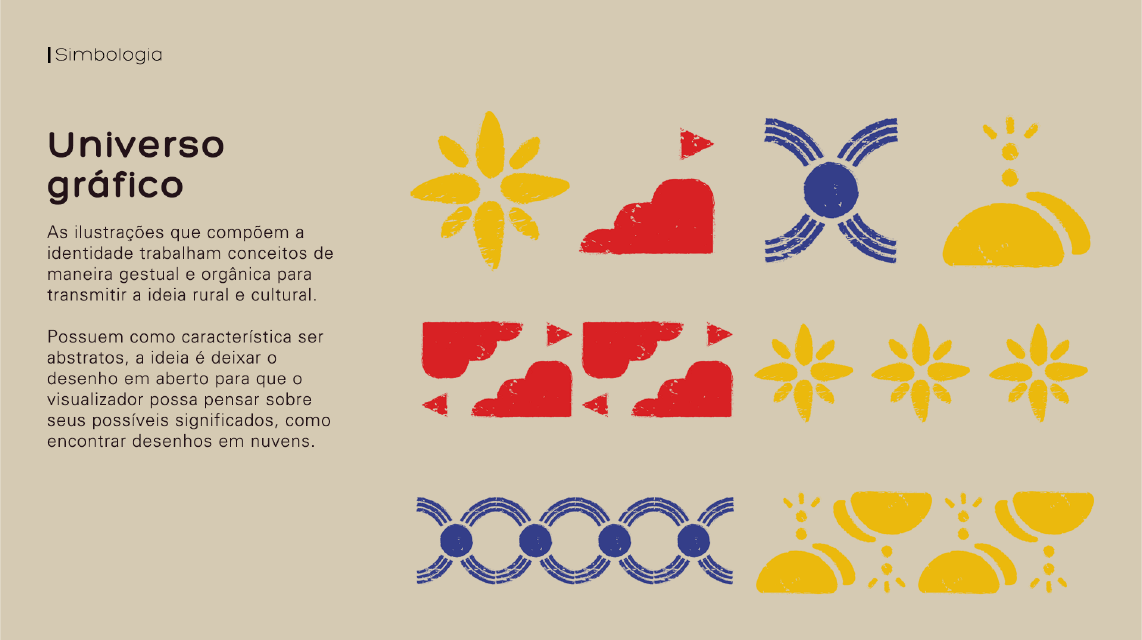 Simbologia
Universo
gráfico
As ilustrações que compõem a
identidade trabalham conceitos de
maneira gestual e orgânica para
transmitir a ideia rural e cultural.
Possuem como característica ser
abstratos, a ideia é deixar o
desenho em aberto para que o
visualizador possa pensar sobre
seus possíveis significados, como
encontrar desenhos em nuvens.